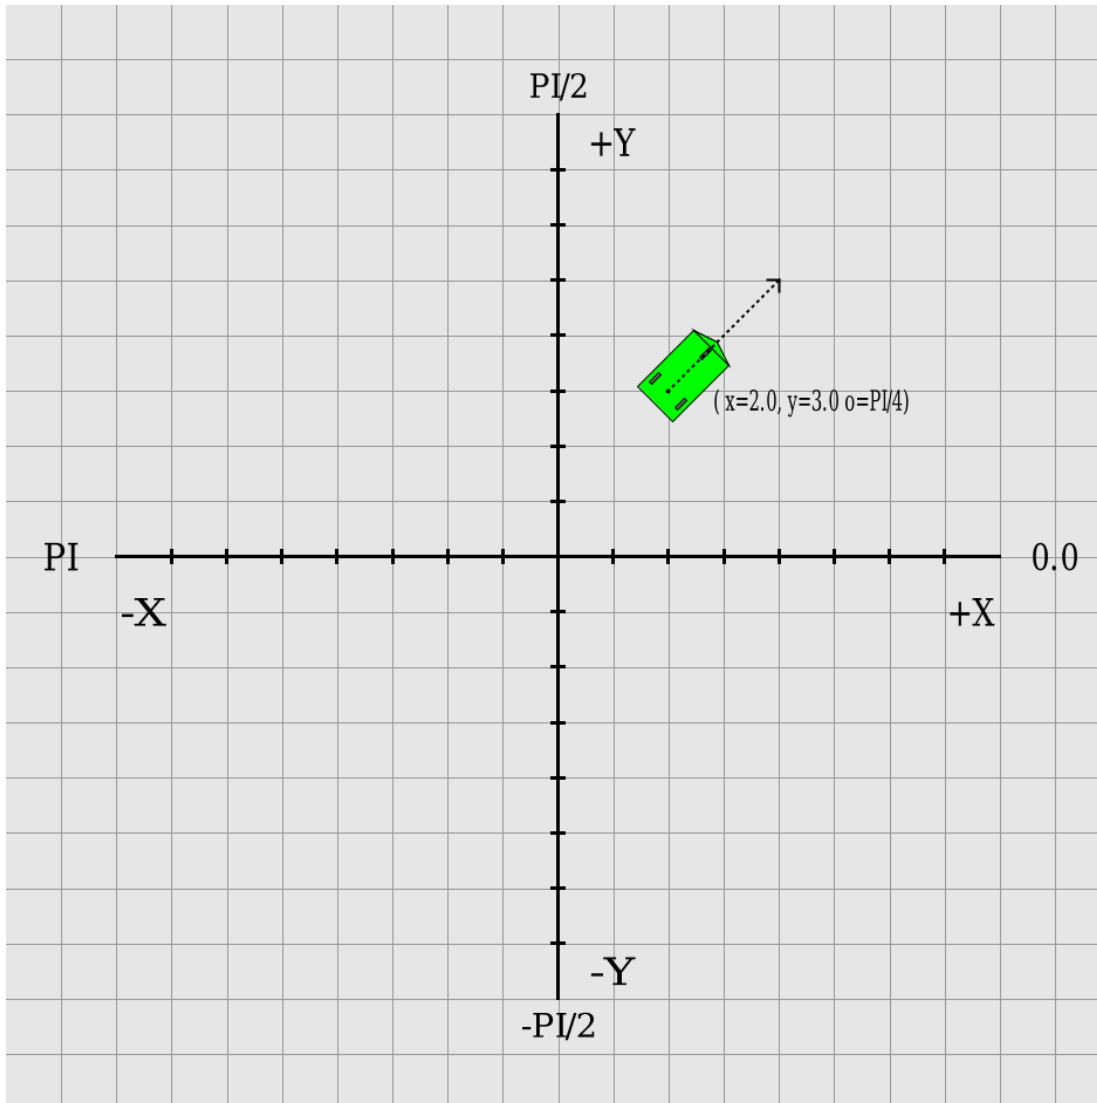 PI/2
+Y
( x=2.0, y=3.0 o=PI/4)
PI
0.0
-X
+X
-Y
-PI/2